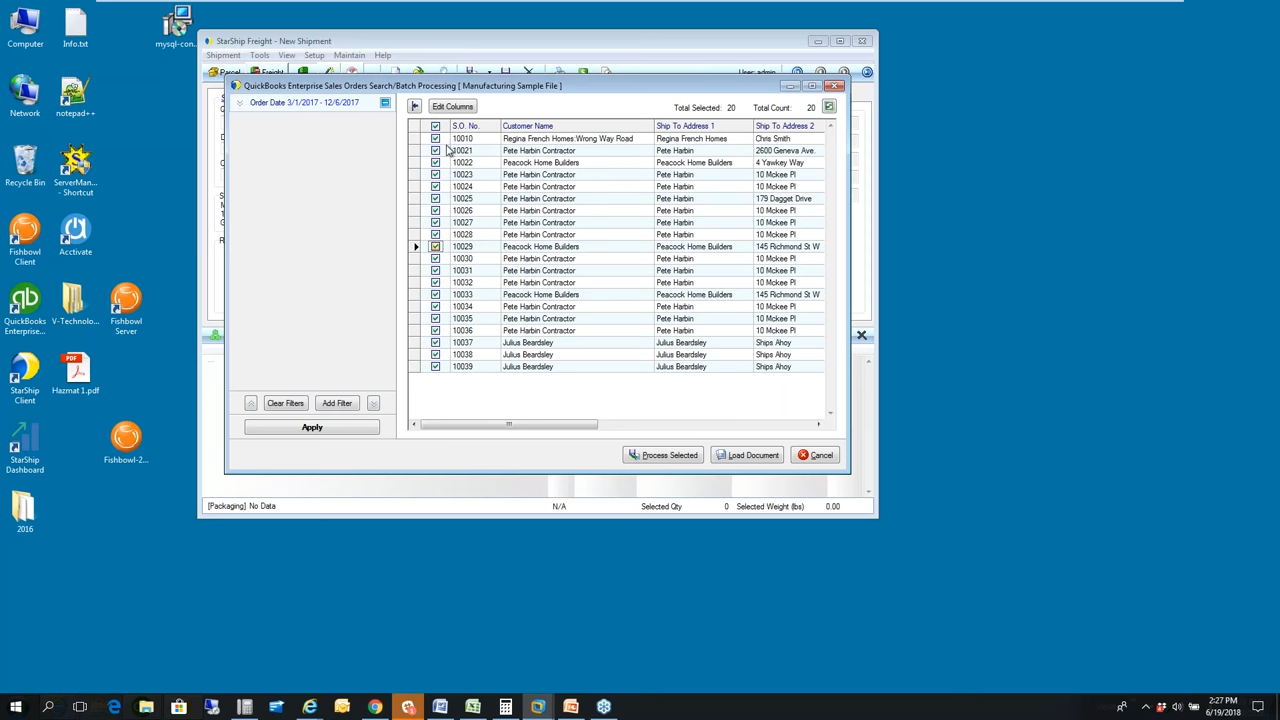 Computer
Info.txt
mysql-con...
Network
notepad++
Recycle Bin
ServerMan...
- Shortcut
Fishbowl
Client
Acctivate
QuickBooks
Enterprise...
V-Technolo...
Fishbowl
Server
StarShip
Client
PDF
Hazmat 1.pdf
StarShip
Dashboard
Fishbowl-2...
2016
StarShip Freight - New Shipment
Shipment Tools View Setup Maintain Help
Parcel Freight User: admin
QuickBooks Enterprise Sales Orders Search/Batch Processing [ Manufacturing Sample File ]
Order Date 3/1/2017 - 12/6/2017
Edit Columns Total Selected: 20 Total Count: 20
S.O. No. Customer Name Ship To Address 1 Ship To Address 2
10010 Regina French Homes:Wrong Way Road Regina French Homes Chris Smith
10021 Pete Harbin Contractor Pete Harbin 2600 Geneva Ave.
10022 Peacock Home Builders Peacock Home Builders 4 Yawkey Way
10023 Pete Harbin Contractor Pete Harbin 10 Mckee Pl
10024 Pete Harbin Contractor Pete Harbin 10 Mckee Pl
10025 Pete Harbin Contractor Pete Harbin 179 Dagget Drive
10026 Pete Harbin Contractor Pete Harbin 10 Mckee Pl
10027 Pete Harbin Contractor Pete Harbin 10 Mckee Pl
10028 Pete Harbin Contractor Pete Harbin 10 Mckee Pl
10029 Peacock Home Builders Peacock Home Builders 145 Richmond St W
10030 Pete Harbin Contractor Pete Harbin 10 Mckee Pl
10031 Pete Harbin Contractor Pete Harbin 10 Mckee Pl
10032 Pete Harbin Contractor Pete Harbin 10 Mckee Pl
10033 Peacock Home Builders Peacock Home Builders 145 Richmond St W
10034 Pete Harbin Contractor Pete Harbin 10 Mckee Pl
10035 Pete Harbin Contractor Pete Harbin 10 Mckee Pl
10036 Pete Harbin Contractor Pete Harbin 10 Mckee Pl
10037 Julius Beardsley Julius Beardsley Ships Ahoy
10038 Julius Beardsley Julius Beardsley Ships Ahoy
10039 Julius Beardsley Julius Beardsley Ships Ahoy
Clear Filters Add Filter
Apply
Process Selected Load Document Cancel
[Packaging] No Data N/A Selected Qty 0 Selected Weight (lbs) 0.00
2:27 PM
6/19/2018